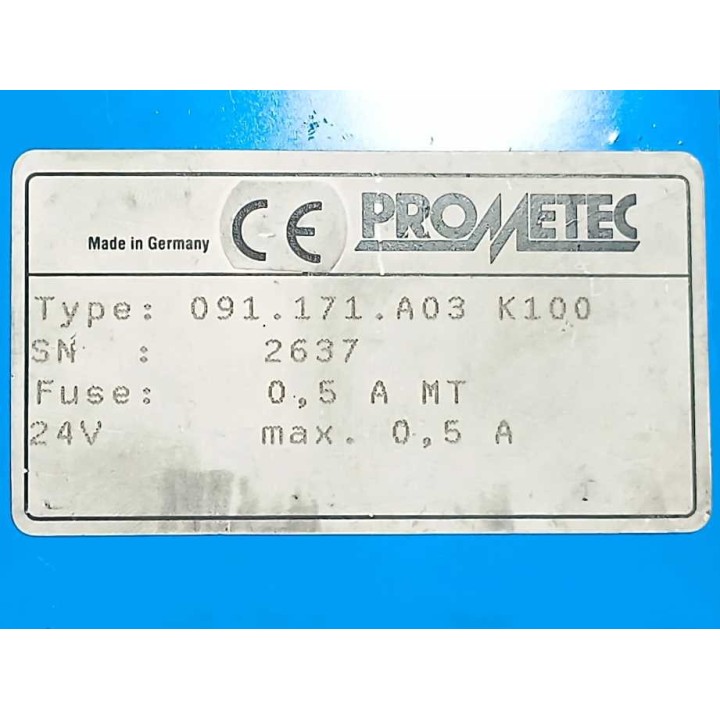 Made in Germany CE PROMETEC
Type: 091.171.A03 K100
SN : 2637
Fuse: 0,5 A MT
24V max. 0,5 A